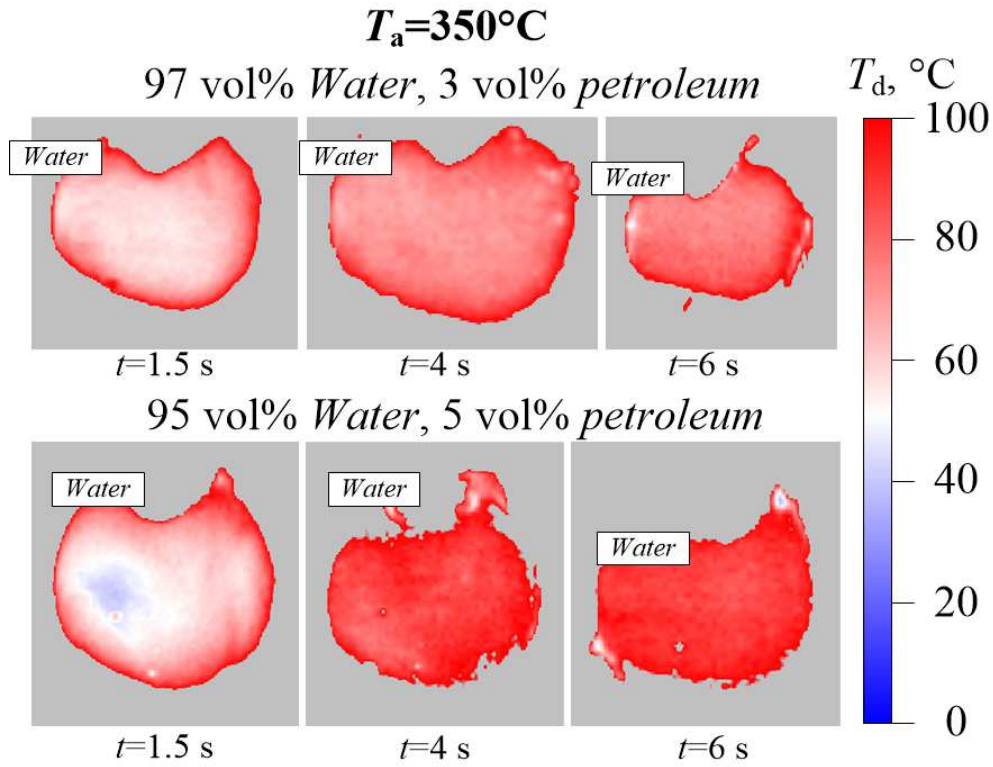 Ta=350°C
97 vol% Water, 3 vol% petroleum
Td, °C
Water
Water
Water
t=1.5 s
t=4 s
t=6 s
95 vol% Water, 5 vol% petroleum
Water
Water
Water
t=1.5 s
t=4 s
t=6 s
100
80
60
40
20
0